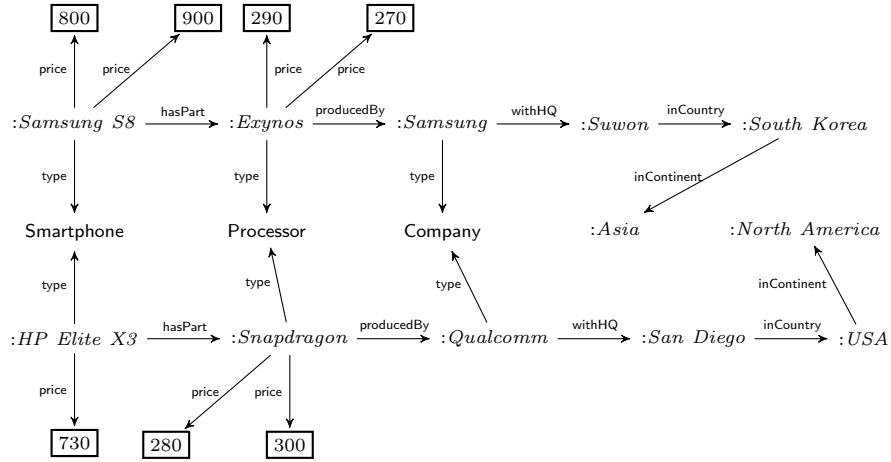 800 900 290 270
price price price price
:Samsung S8 hasPart :Exynos producedBy :Samsung withHQ :Suwon inCountry :South Korea
type type type inContinent
Smartphone Processor Company :Asia :North America
type type type inContinent
:HP Elite X3 hasPart :Snapdragon producedBy :Qualcomm withHQ :San Diego inCountry :USA
price price price
730 280 300